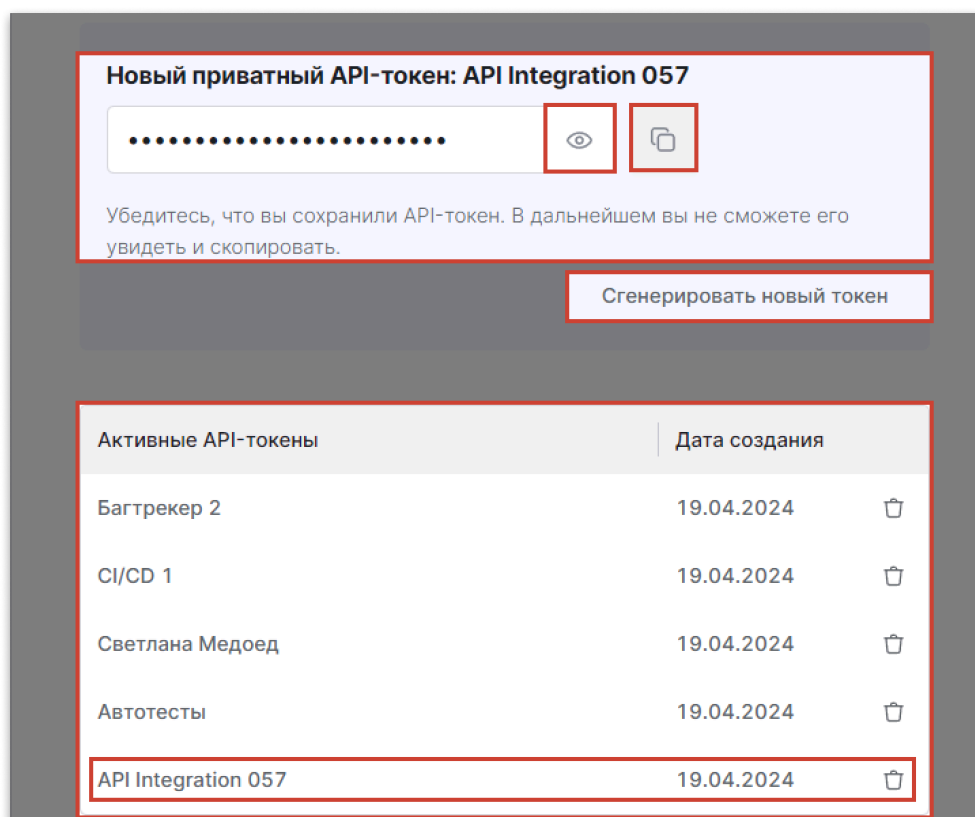 Новый приватный API-токен: API Integration 057
••••••••••••••••••••••••
Убедитесь, что вы сохранили API-токен. В дальнейшем вы не сможете его
увидеть и скопировать.
Сгенерировать новый токен
Активные API-токены Дата создания
Багтрекер 2 19.04.2024
CI/CD 1 19.04.2024
Светлана Медоед 19.04.2024
Автотесты 19.04.2024
API Integration 057 19.04.2024